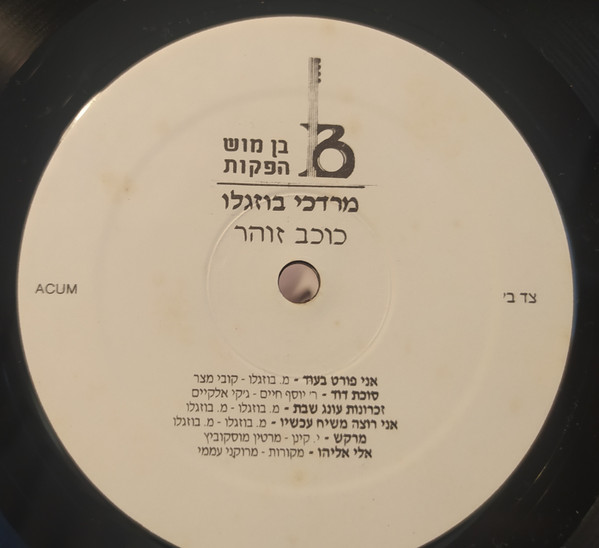 בן מוש
הפקות
מרדכי בוזגלו
כוכב זוהר
ACUM
צד ב'
אני פורט בעוד - מ. בוזגלו - קובי מצר
סוכת דוד - ר' יוסף חיים - ג'קי אלקיים
זכרונות עונג שבת - מ. בוזגלו - מ. בוזגלו
אני רוצה משיח עכשיו - מ. בוזגלו - מ. בוזגלו
מרקש - י. קינן - מרטין מוסקוביץ
אלי אליהו - מקורות - מרוקני עממי